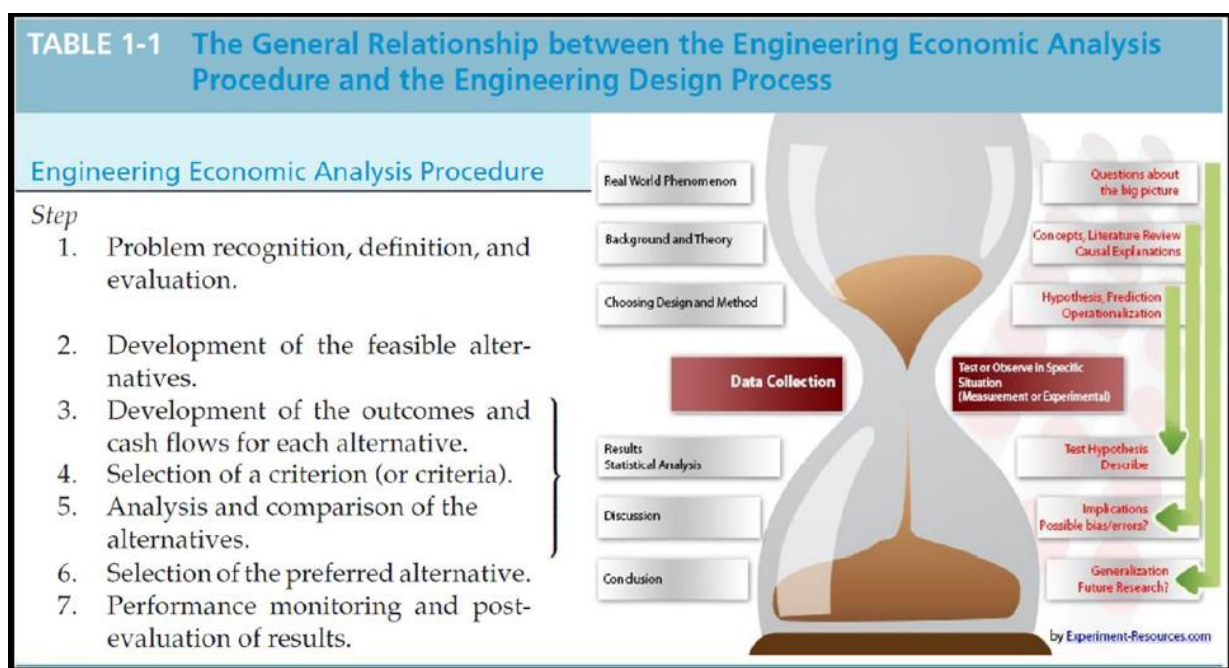 TABLE 1-1 The General Relationship between the Engineering Economic Analysis
Procedure and the Engineering Design Process
Engineering Economic Analysis Procedure
Step
1. Problem recognition, definition, and
evaluation.
2. Development of the feasible alter-
natives.
3. Development of the outcomes and
cash flows for each alternative.
4. Selection of a criterion (or criteria).
5. Analysis and comparison of the
alternatives.
6. Selection of the preferred alternative.
7. Performance monitoring and post-
evaluation of results.
Real World Phenomenon
Questions about
the big picture
Background and Theory
Concepts, Literature Review
Causal Explanations
Choosing Design and Method
Hypothesis, Prediction
Operationalization
Data Collection
Test or Observe in Specific
Situation
(Measurement or Experimental)
Results
Statistical Analysis
Test Hypothesis
Describe
Discussion
Implications
Possible bias/errors?
Conclusion
Generalization
Future Research?
by Experiment-Resources.com